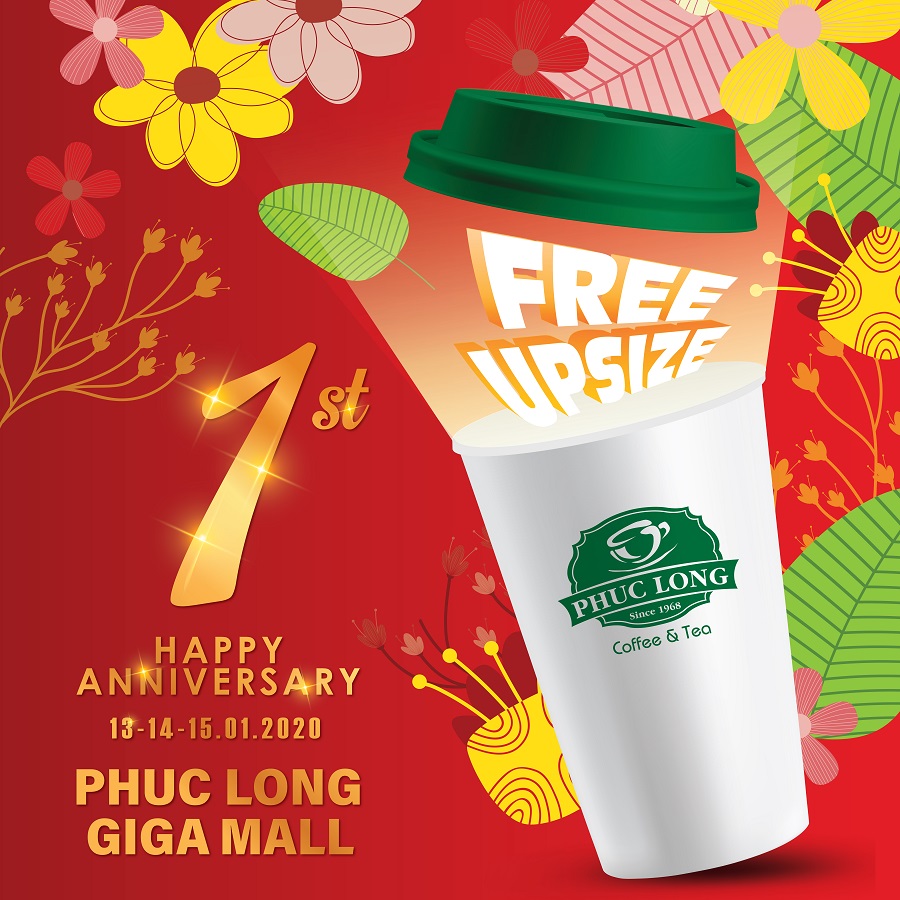 1st
HAPPY
ANNIVERSARY
13-14-15.01.2020
PHUC LONG
GIGA MALL
FREE
UPSIZE
PHUC LONG
Since 1968
Coffee & Tea